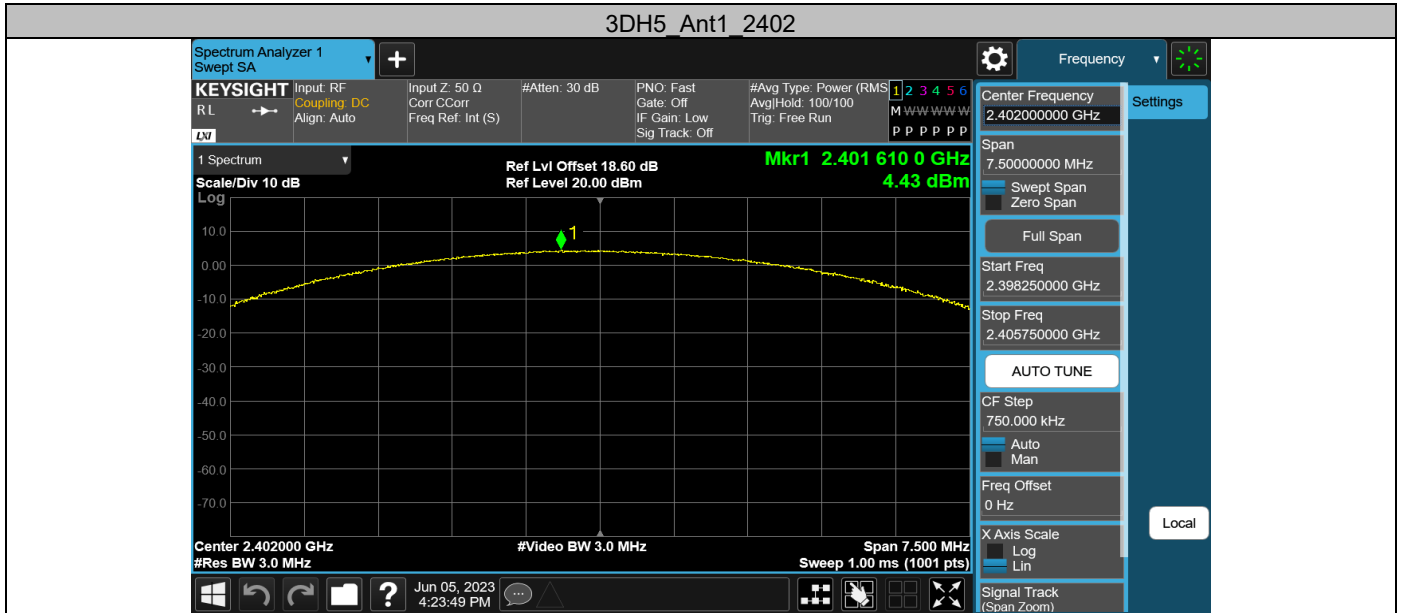 3DH5_Ant1_2402
Spectrum Analyzer 1
Swept SA
Frequency
KEYSIGHT
RL
LXI
Input: RF
Coupling: DC
Align: Auto
Input Z: 50 Ω
Corr CCorr
Freq Ref: Int (S)
#Atten: 30 dB
PNO: Fast
Gate: Off
IF Gain: Low
Sig Track: Off
#Avg Type: Power (RMS
Avg|Hold: 100/100
Trig: Free Run
1 2 3 4 5 6
M W W W W W
P P P P P P
1 Spectrum
Scale/Div 10 dB
Log
Ref Lvl Offset 18.60 dB
Ref Level 20.00 dBm
Mkr1 2.401 610 0 GHz
4.43 dBm
1
10.0
0.00
-10.0
-20.0
-30.0
-40.0
-50.0
-60.0
-70.0
Center 2.402000 GHz
#Res BW 3.0 MHz
#Video BW 3.0 MHz
Span 7.500 MHz
Sweep 1.00 ms (1001 pts)
Center Frequency
2.402000000 GHz
Settings
Span
7.50000000 MHz
Swept Span
Zero Span
Full Span
Start Freq
2.398250000 GHz
Stop Freq
2.405750000 GHz
AUTO TUNE
CF Step
750.000 kHz
Auto
Man
Freq Offset
0 Hz
X Axis Scale
Log
Lin
Local
Signal Track
(Span Zoom)
?
Jun 05, 2023
4:23:49 PM